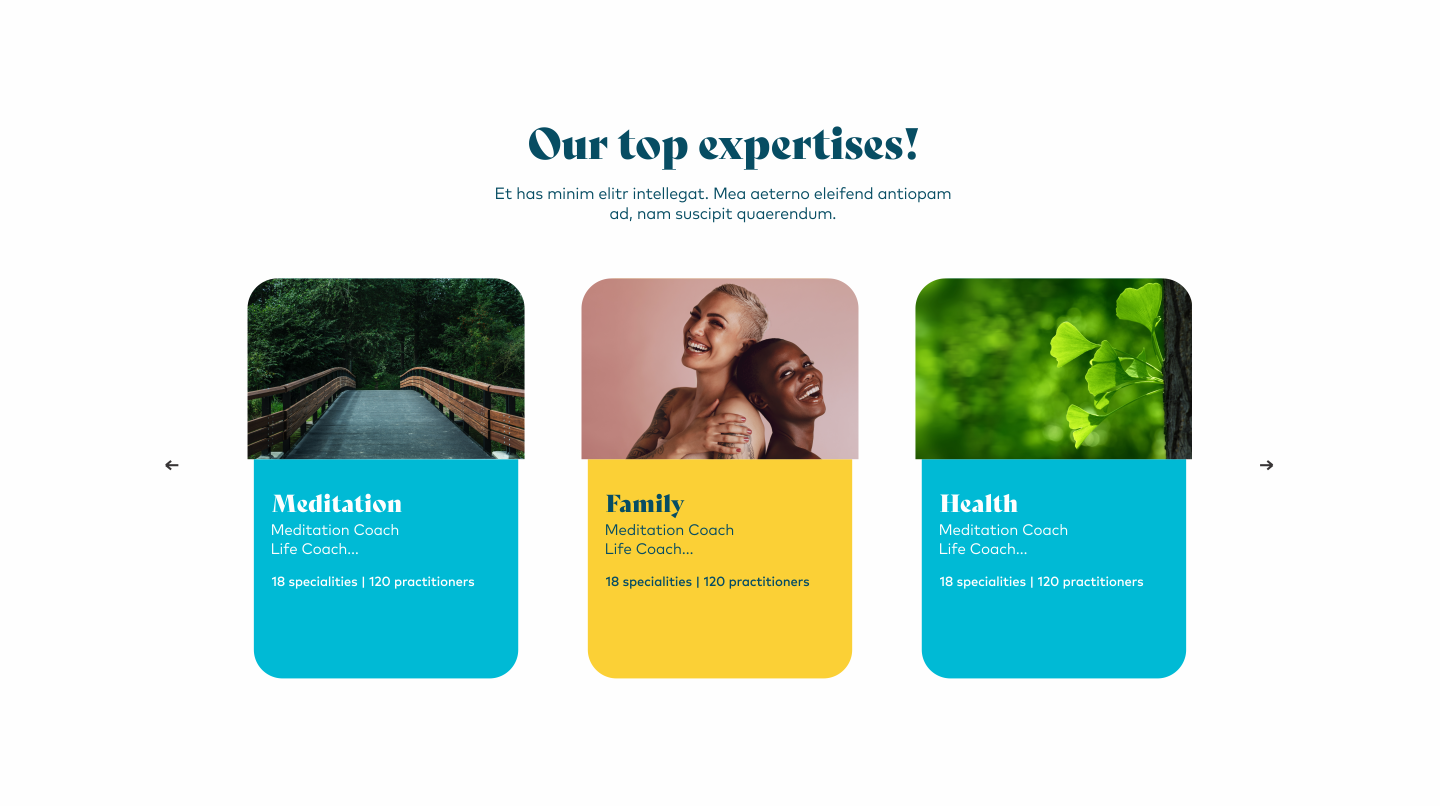 Our top expertises!
Et has minim elitr intellegat. Mea aeterno eleifend antiopam
ad, nam suscipit quaerendum.
Meditation
Meditation Coach
Life Coach...
18 specialities | 120 practitioners
Family
Meditation Coach
Life Coach...
18 specialities | 120 practitioners
Health
Meditation Coach
Life Coach...
18 specialities | 120 practitioners